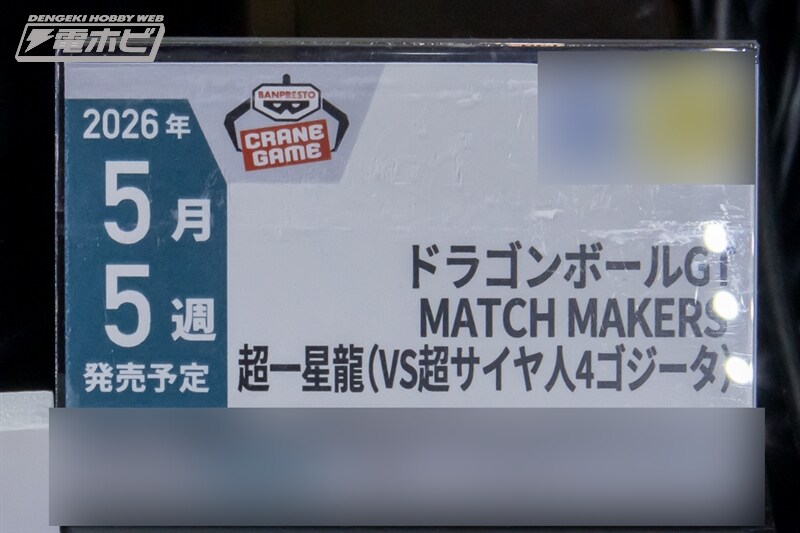 DENGEKI HOBBY WEB
電ホビ
BANPRESTO
CRANE
GAME
2026年
5月
5週
発売予定
ドラゴンボールGT
MATCH MAKERS
超一星龍(VS超サイヤ人4ゴジータ)